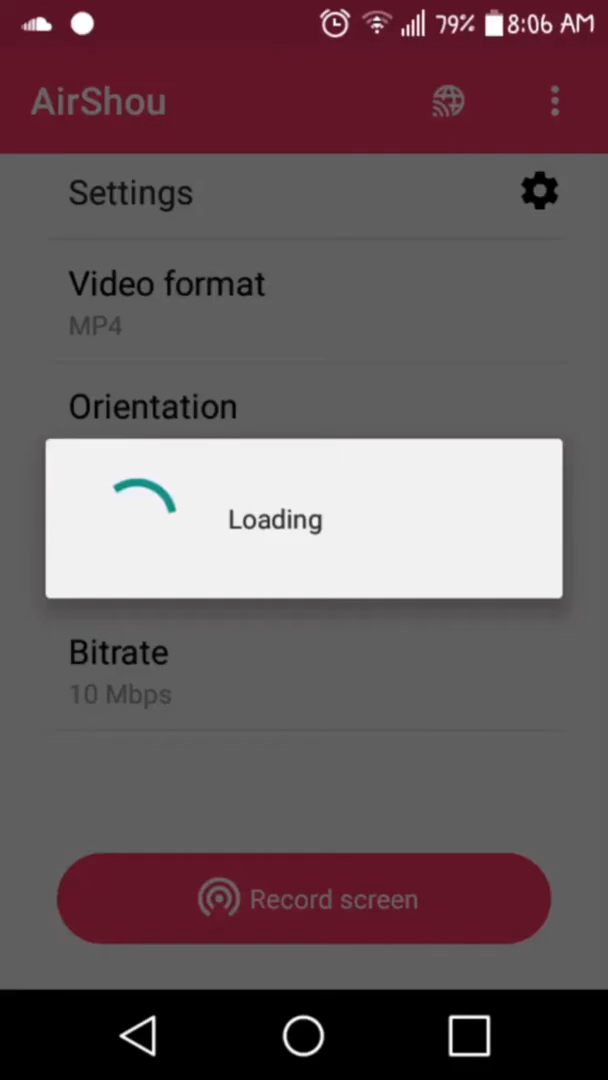 79% 8:06 AM
AirShou
Settings
Video format
MP4
Orientation
Loading
Bitrate
10 Mbps
Record screen